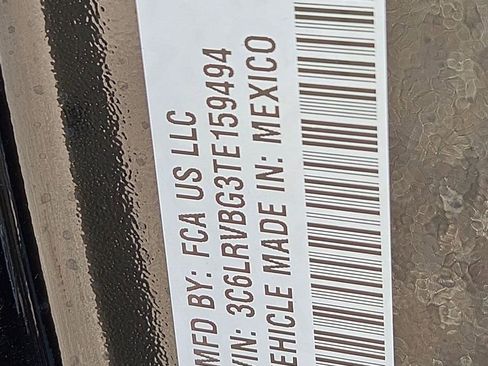 MFD BY: FCA US LLC
VIN: 3C6LRVBG3TE159494
VEHICLE MADE IN: MEXICO